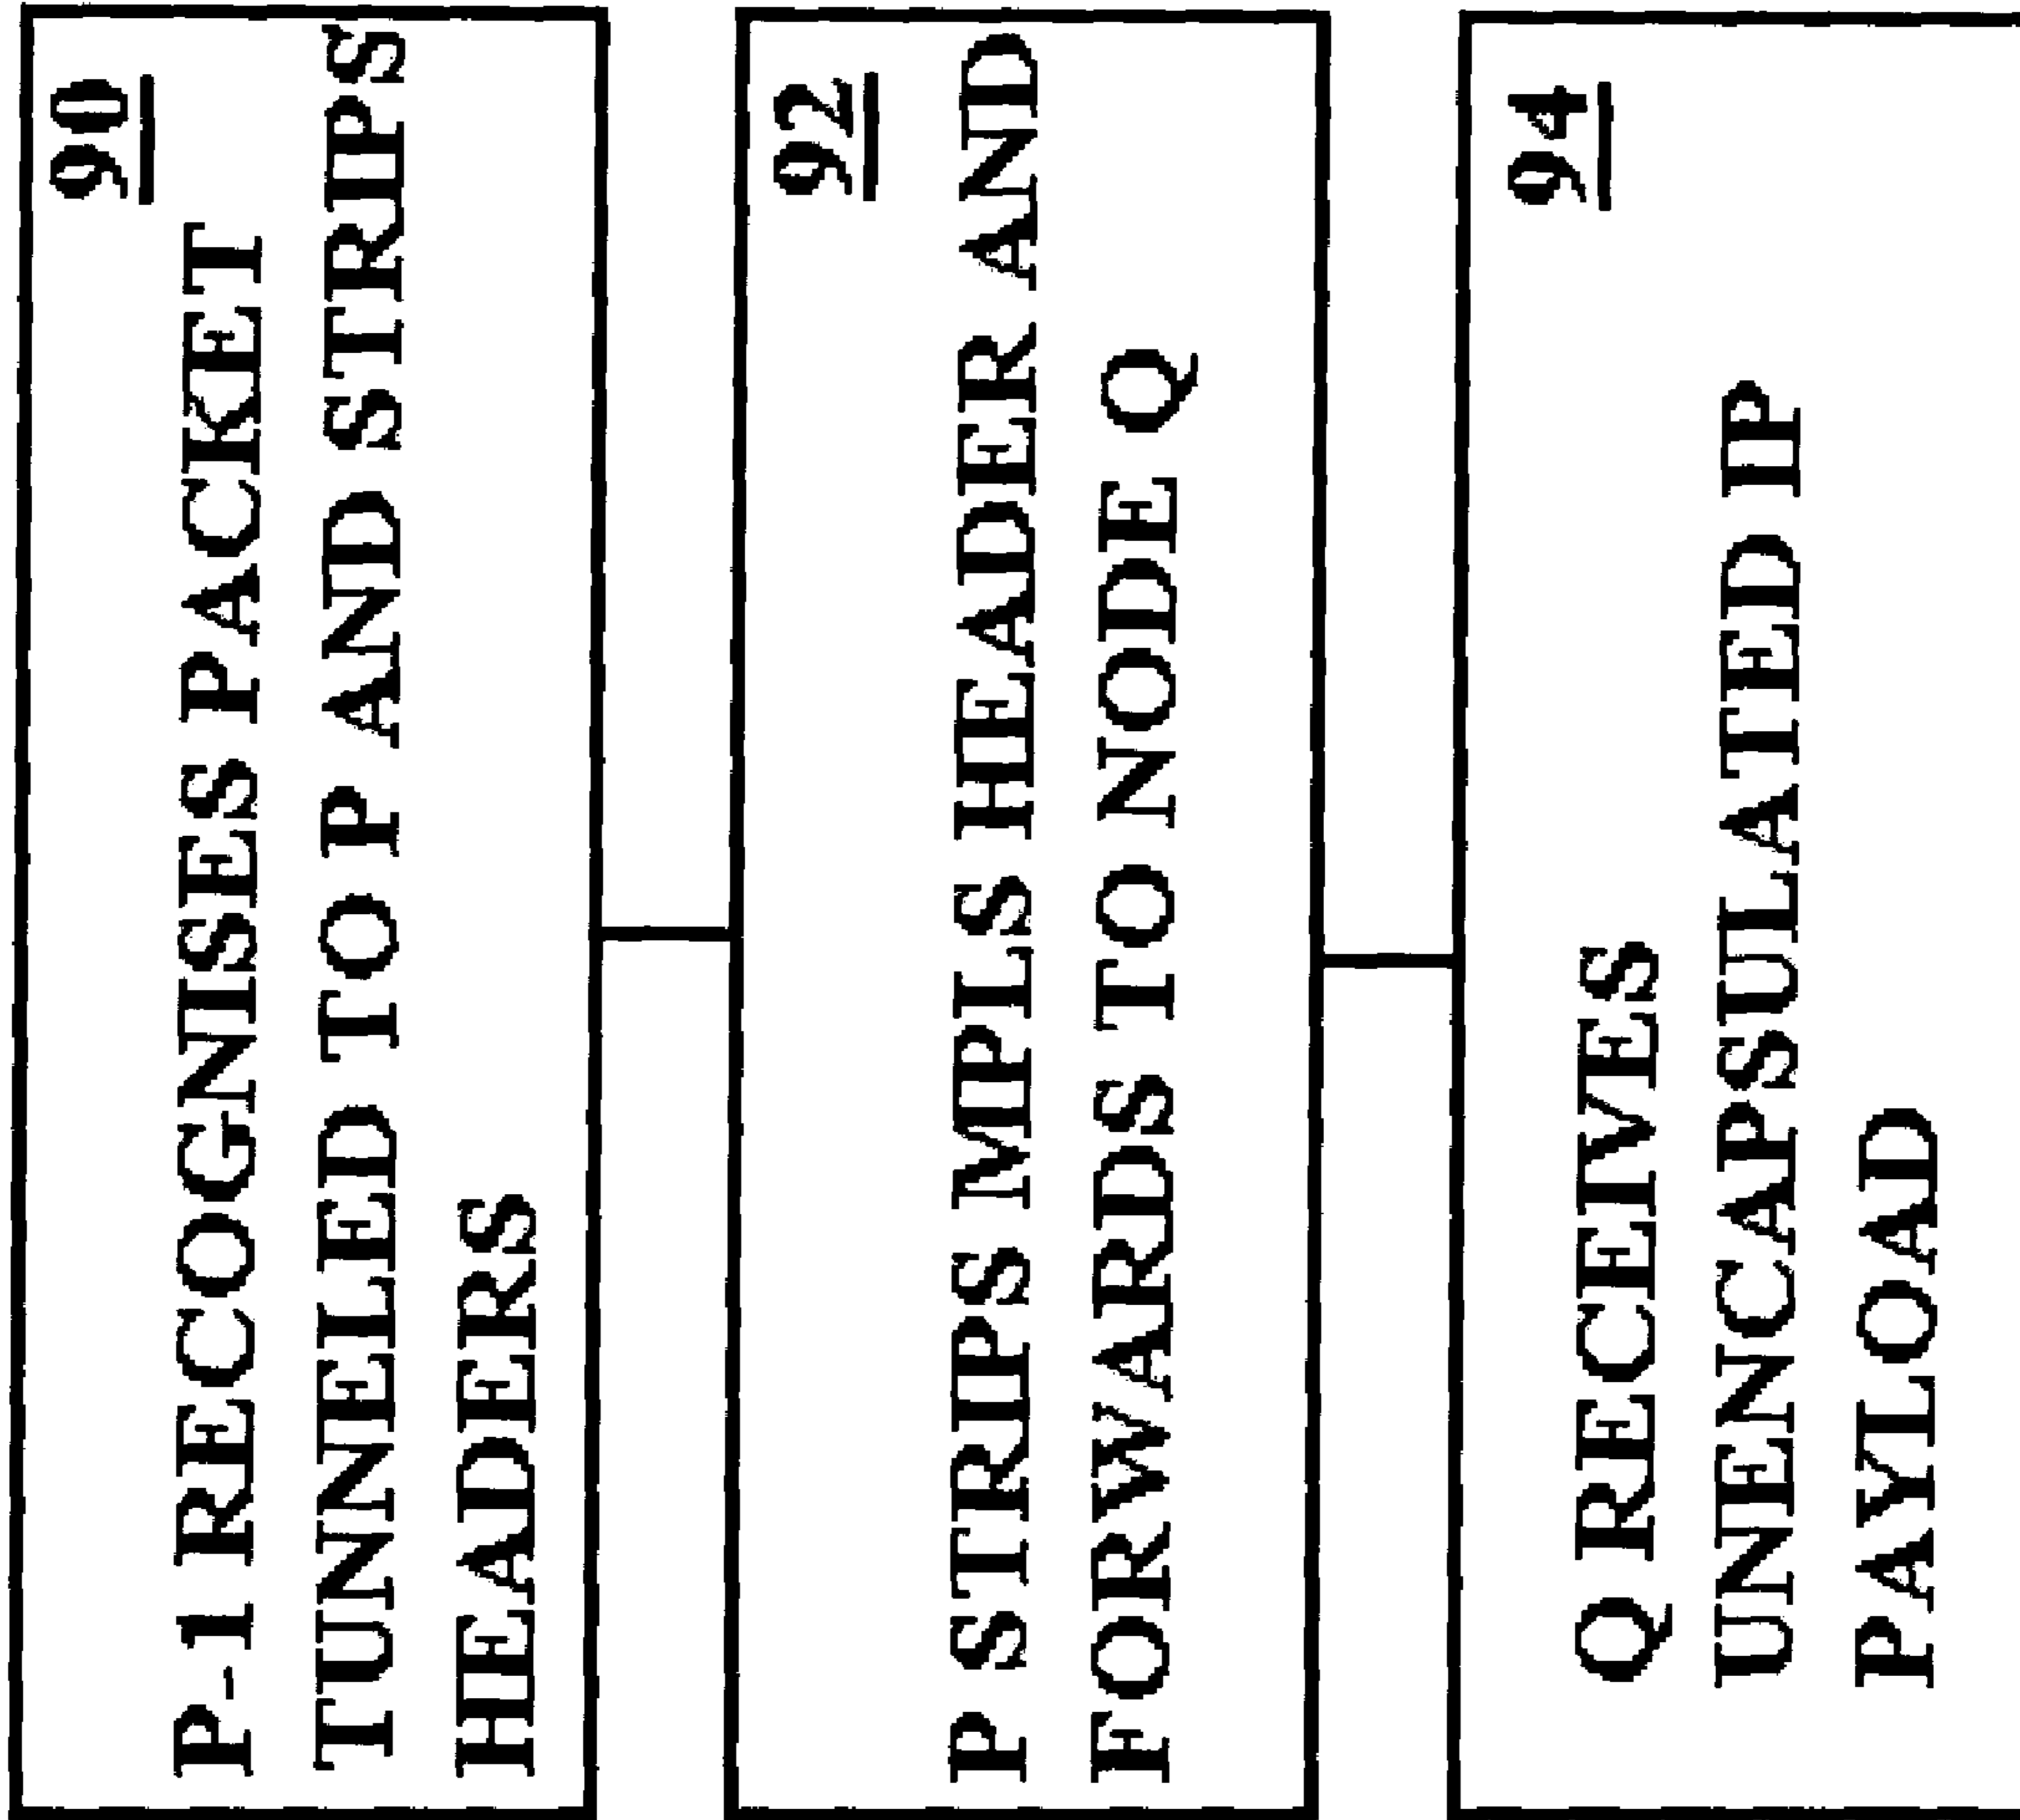 90
P-1 RECOGNISES PACKET
TUNNELED TO P AND STRIPS
HEADERS
92
P STRIPS MPLS HEADER AND
FORWARDS TO NODE Q
94
Q RECEIVES
UNENCAPSULATED IP
PAYLOAD